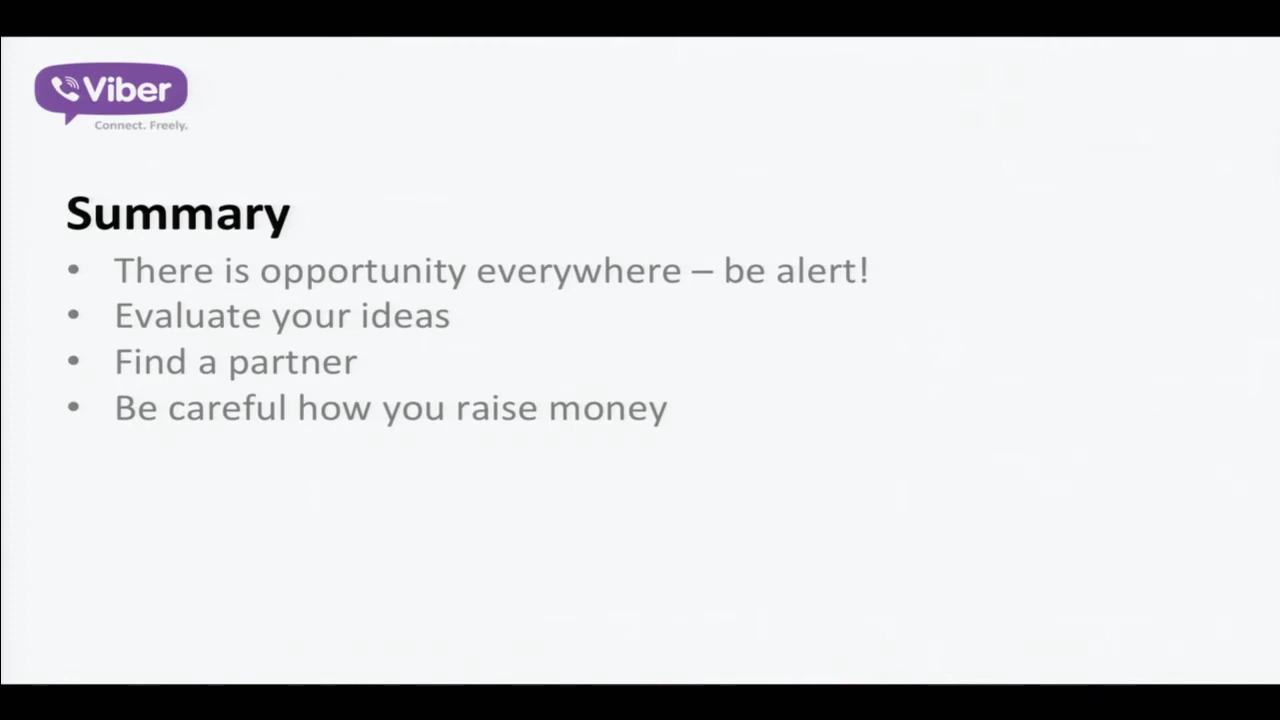 Viber
Connect. Freely.
Summary
• There is opportunity everywhere – be alert!
• Evaluate your ideas
• Find a partner
• Be careful how you raise money